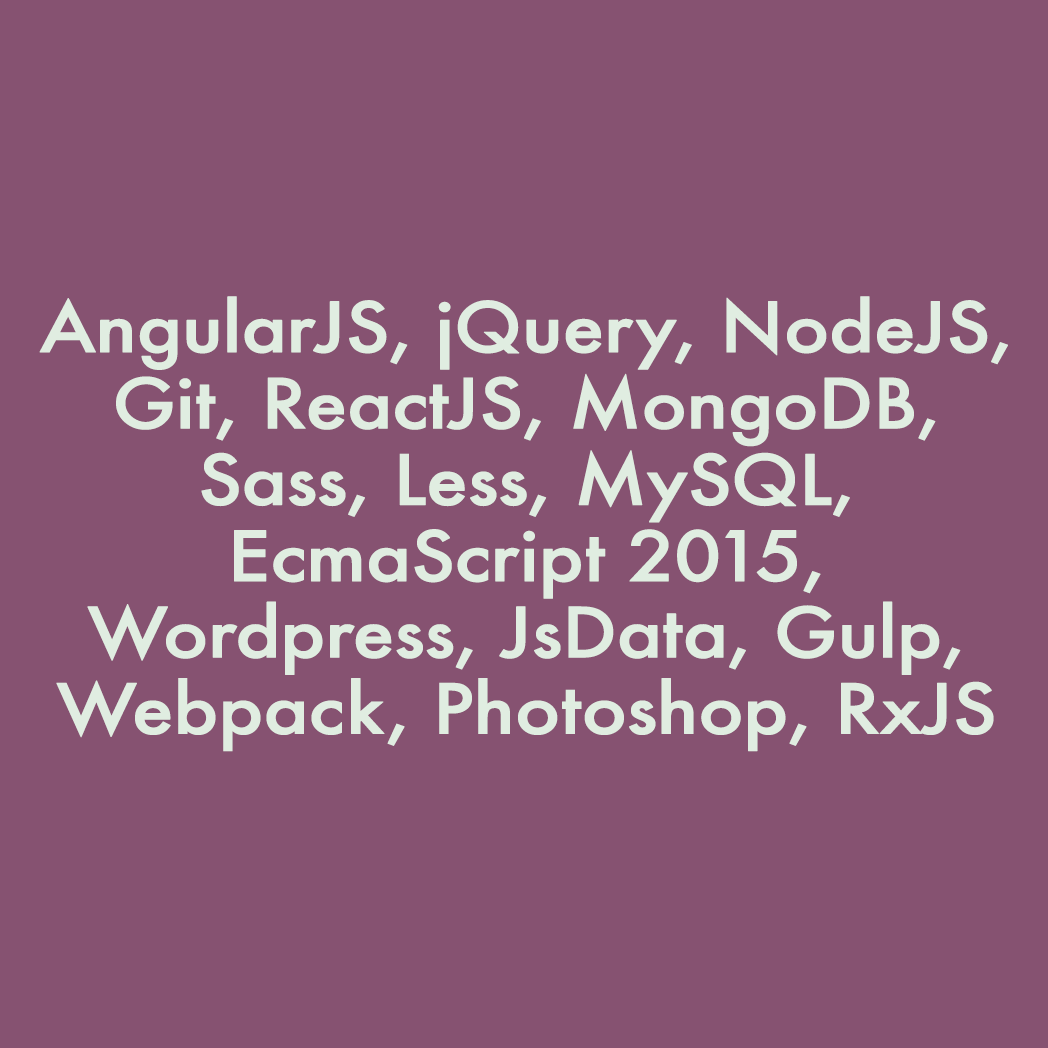 AngularJS, jQuery, NodeJS,
Git, ReactJS, MongoDB,
Sass, Less, MySQL,
EcmaScript 2015,
Wordpress, JsData, Gulp,
Webpack, Photoshop, RxJS